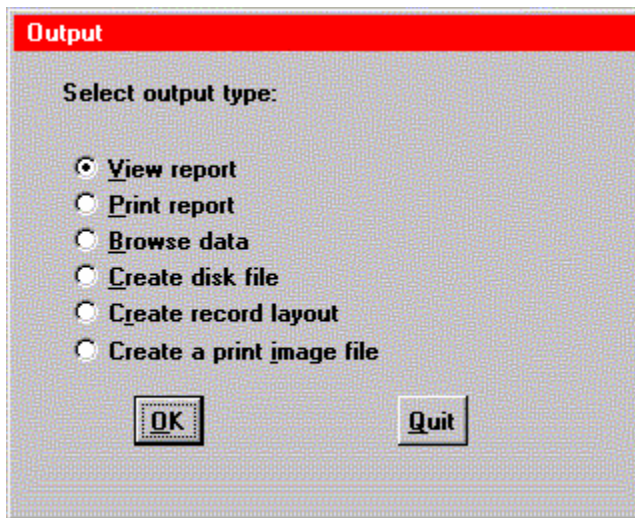 Output
Select output type:
View report
Print report
Browse data
Create disk file
Create record layout
Create a print image file
OK Quit